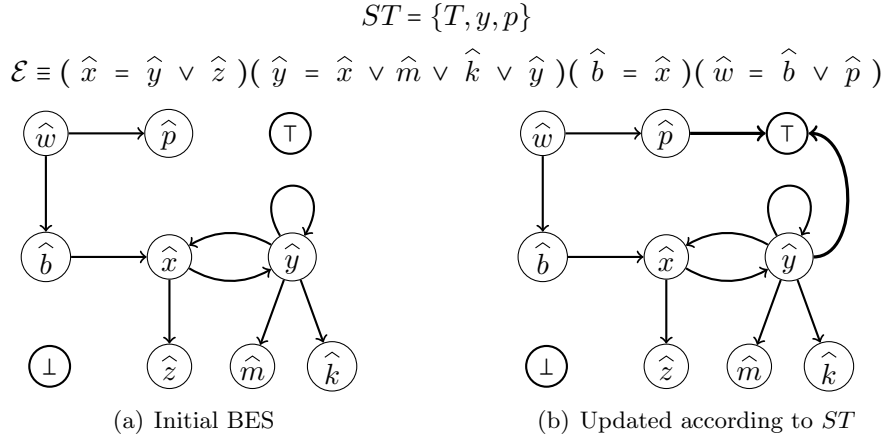 ST = {T, y, p}
ℰ ≡ ( x̂ = ŷ ∨ ẑ )( ŷ = x̂ ∨ m̂ ∨ k̂ ∨ ŷ )( b̂ = x̂ )( ŵ = b̂ ∨ p̂ )
ŵ p̂ ⊤ ŵ p̂ ⊤
b̂ x̂ ŷ b̂ x̂ ŷ
⊥ ẑ m̂ k̂ ⊥ ẑ m̂ k̂
(a) Initial BES (b) Updated according to ST